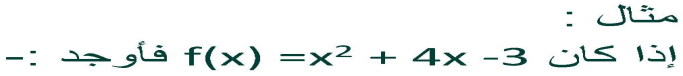 مثال :
إذا كان f(x) =x² + 4x -3 فأوجد :-